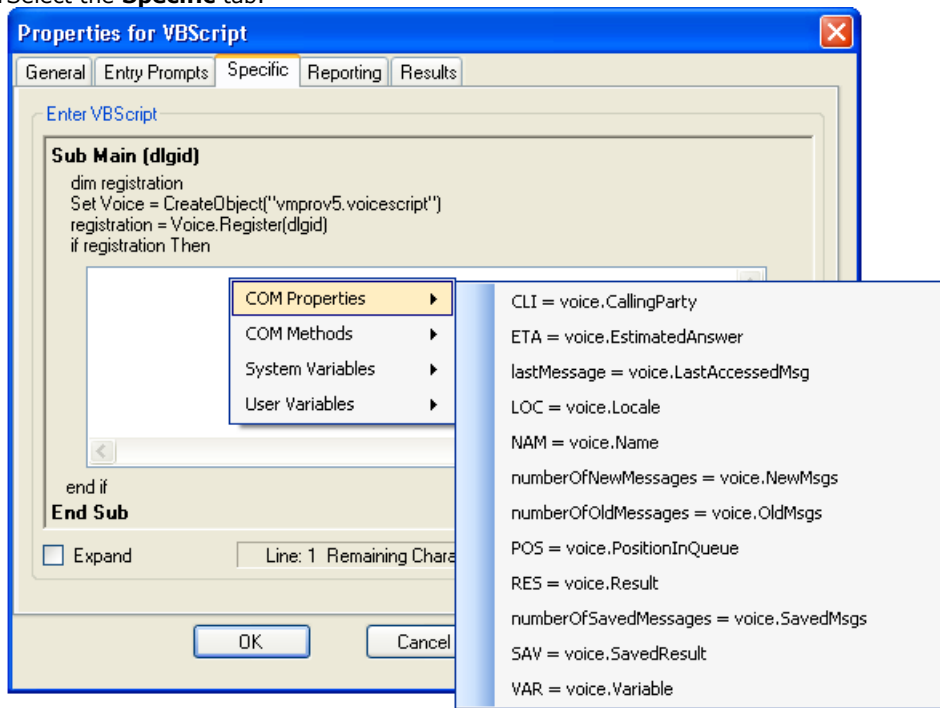 Select the Specific tab.
Properties for VBScript
General Entry Prompts Specific Reporting Results
Enter VBScript
Sub Main (dlgid)
dim registration
Set Voice = CreateObject("vmprov5.voicescript")
registration = Voice.Register(dlgid)
if registration Then
COM Properties
COM Methods
System Variables
User Variables
CLI = voice.CallingParty
ETA = voice.EstimatedAnswer
lastMessage = voice.LastAccessedMsg
LOC = voice.Locale
NAM = voice.Name
numberOfNewMessages = voice.NewMsgs
numberOfOldMessages = voice.OldMsgs
POS = voice.PositionInQueue
RES = voice.Result
numberOfSavedMessages = voice.SavedMsgs
SAV = voice.SavedResult
VAR = voice.Variable
end if
End Sub
Expand
Line: 1 Remaining Chara
OK Cancel